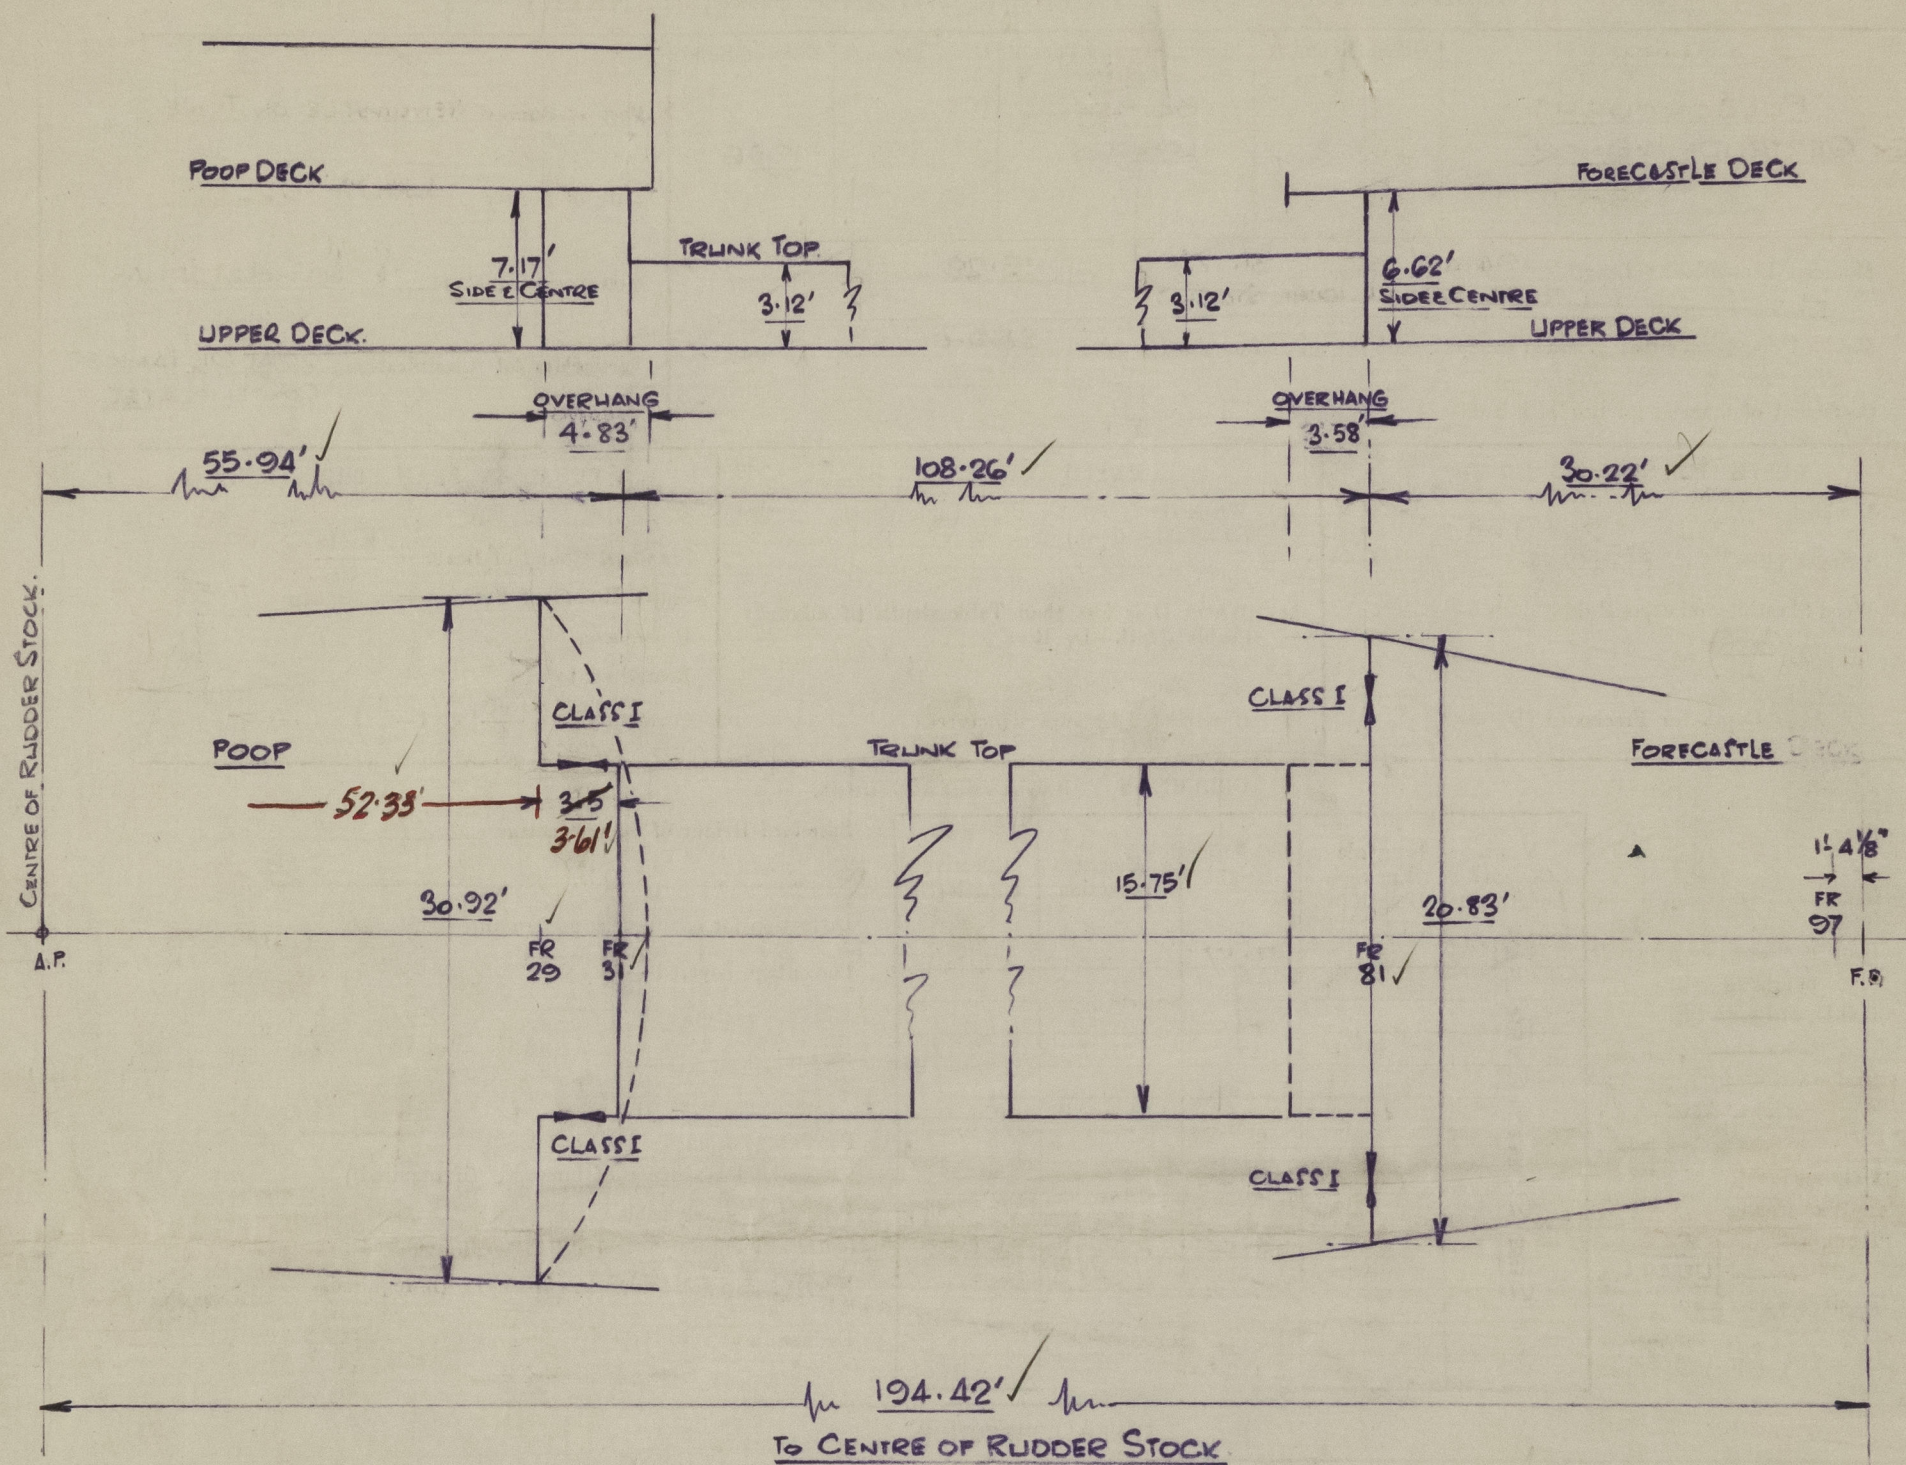 POOP DECK
FORECASTLE DECK
TRUNK TOP.
7.17'
SIDE & CENTRE
3.12'
3.12'
6.62'
SIDE & CENTRE
UPPER DECK.
UPPER DECK
OVERHANG
4.83'
OVERHANG
3.58'
55.94'
108.26'
30.22'
CENTRE OF RUDDER STOCK.
CLASS I
CLASS I
POOP
TRUNK TOP
FORECASTLE
52.33'
3.5
3.61'
30.92'
15.75'
20.83'
1'-4⅛"
FR
97
A.P.
FR
29
FR
31
FR
81
F.P.
CLASS I
CLASS I
194.42'
TO CENTRE OF RUDDER STOCK.